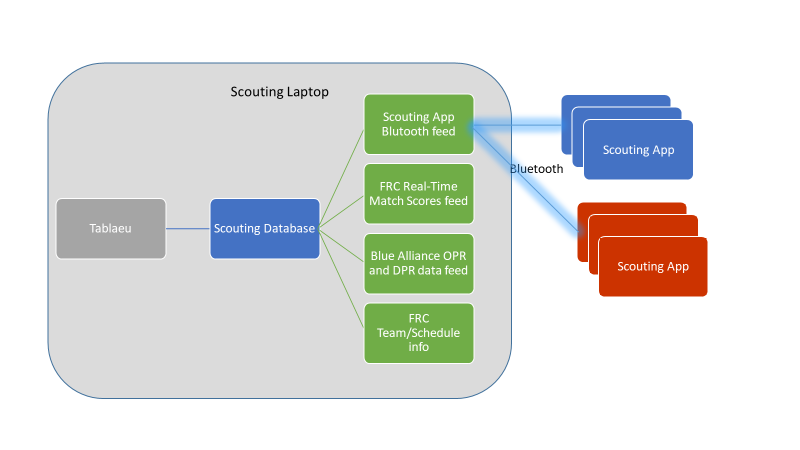 Scouting Laptop
Scouting App
Blutooth feed
FRC Real-Time
Match Scores feed
Blue Alliance OPR
and DPR data feed
FRC
Team/Schedule
info
Tablaeu
Scouting Database
Bluetooth
Scouting App
Scouting App